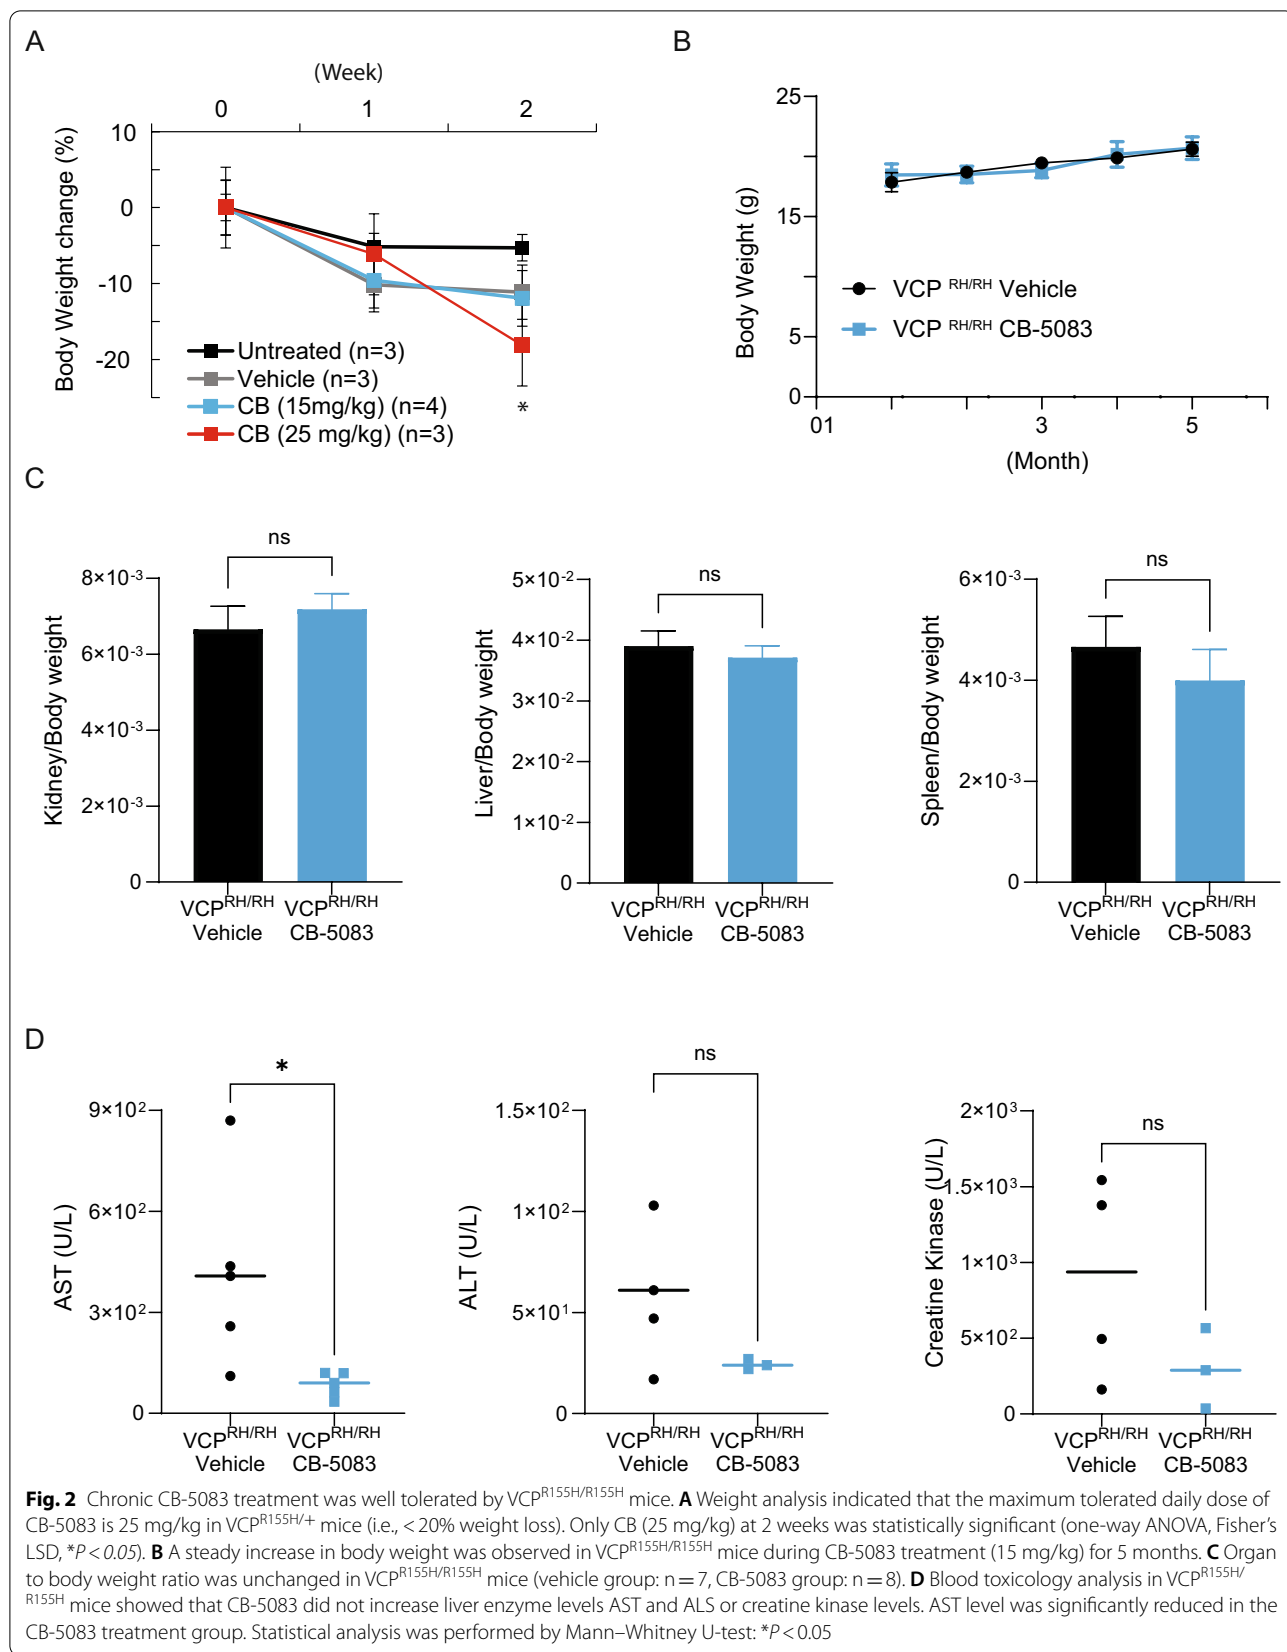 A
(Week)
0 1 2
10
0
-10
-20
Body Weight change (%)
Untreated (n=3)
Vehicle (n=3)
CB (15mg/kg) (n=4)
CB (25 mg/kg) (n=3)
*
B
25
15
5
0
Body Weight (g)
VCP RH/RH Vehicle
VCP RH/RH CB-5083
01 3 5
(Month)
C
ns
8×10-3
6×10-3
4×10-3
2×10-3
0
Kidney/Body weight
VCPRH/RH VCPRH/RH
Vehicle CB-5083
ns
5×10-2
4×10-2
3×10-2
2×10-2
1×10-2
0
Liver/Body weight
VCPRH/RH VCPRH/RH
Vehicle CB-5083
ns
6×10-3
4×10-3
2×10-3
0
Spleen/Body weight
VCPRH/RH VCPRH/RH
Vehicle CB-5083
D
*
9×102
6×102
3×102
0
AST (U/L)
VCPRH/RH VCPRH/RH
Vehicle CB-5083
ns
1.5×102
1×102
5×101
0
ALT (U/L)
VCPRH/RH VCPRH/RH
Vehicle CB-5083
ns
2×103
1.5×103
1×103
5×102
0
Creatine Kinase (U/L)
VCPRH/RH VCPRH/RH
Vehicle CB-5083
Fig. 2 Chronic CB-5083 treatment was well tolerated by VCPR155H/R155H mice. A Weight analysis indicated that the maximum tolerated daily dose of
CB-5083 is 25 mg/kg in VCPR155H/+ mice (i.e., < 20% weight loss). Only CB (25 mg/kg) at 2 weeks was statistically significant (one-way ANOVA, Fisher's
LSD, *P < 0.05). B A steady increase in body weight was observed in VCPR155H/R155H mice during CB-5083 treatment (15 mg/kg) for 5 months. C Organ
to body weight ratio was unchanged in VCPR155H/R155H mice (vehicle group: n = 7, CB-5083 group: n = 8). D Blood toxicology analysis in VCPR155H/
R155H mice showed that CB-5083 did not increase liver enzyme levels AST and ALS or creatine kinase levels. AST level was significantly reduced in the
CB-5083 treatment group. Statistical analysis was performed by Mann–Whitney U-test: *P < 0.05